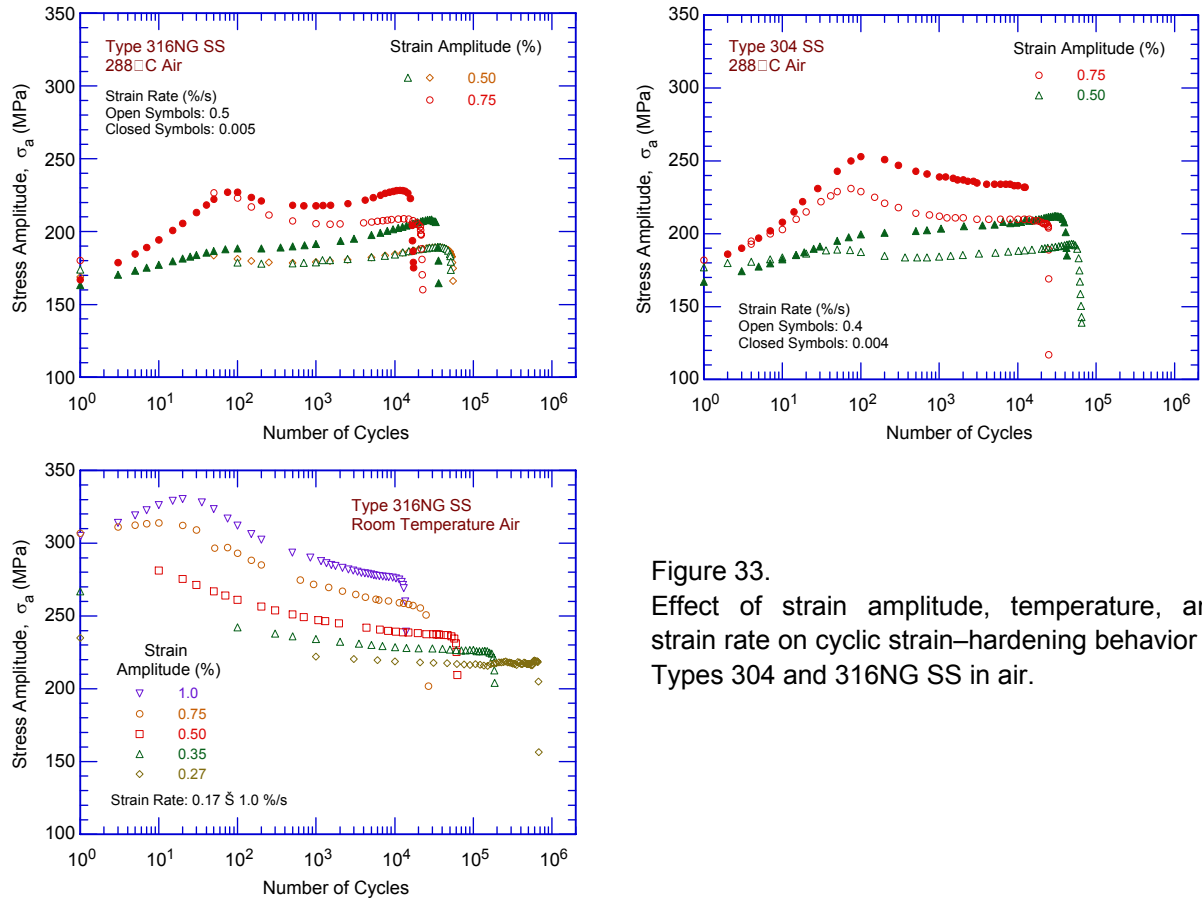 Type 316NG SS
288□C Air
Strain Rate (%/s)
Open Symbols: 0.5
Closed Symbols: 0.005
Strain Amplitude (%)
0.50
0.75
350
300
250
200
150
100
Stress Amplitude, σa (MPa)
10^0 10^1 10^2 10^3 10^4 10^5 10^6
Number of Cycles
Type 304 SS
288□C Air
Strain Amplitude (%)
0.75
0.50
Strain Rate (%/s)
Open Symbols: 0.4
Closed Symbols: 0.004
350
300
250
200
150
100
Stress Amplitude, σa (MPa)
10^0 10^1 10^2 10^3 10^4 10^5 10^6
Number of Cycles
Type 316NG SS
Room Temperature Air
Strain
Amplitude (%)
1.0
0.75
0.50
0.35
0.27
Strain Rate: 0.17 Š 1.0 %/s
350
300
250
200
150
100
Stress Amplitude, σa (MPa)
10^0 10^1 10^2 10^3 10^4 10^5 10^6
Number of Cycles
Figure 33.
Effect of strain amplitude, temperature, an
strain rate on cyclic strain–hardening behavior
Types 304 and 316NG SS in air.